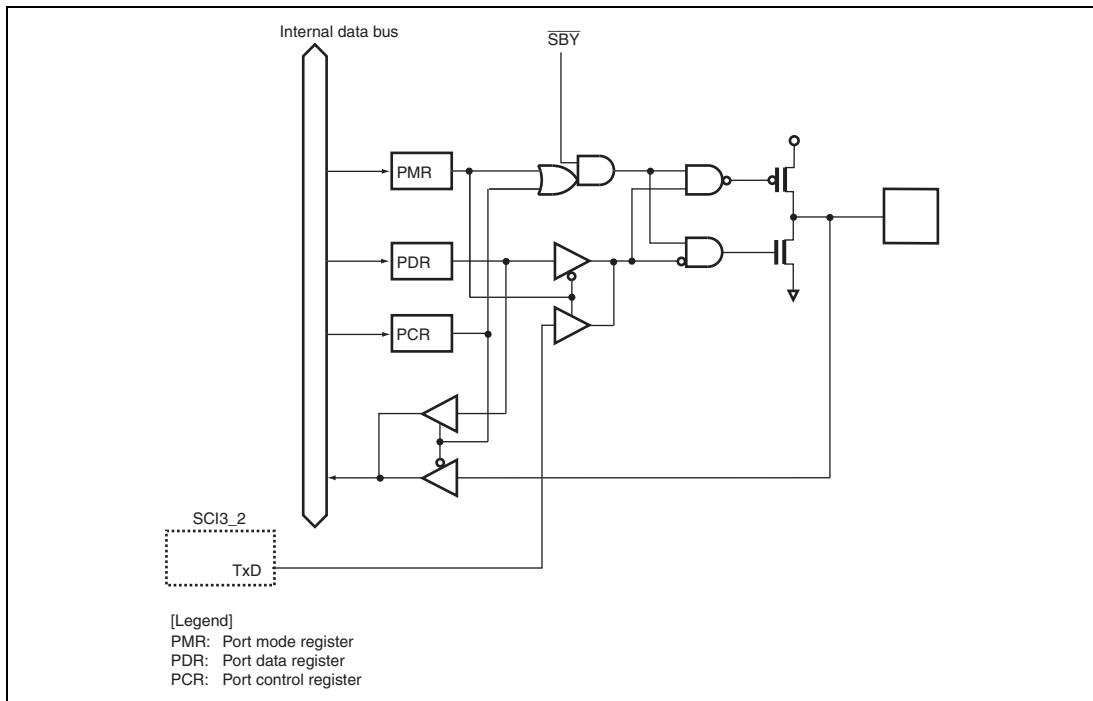 Internal data bus
SBY
PMR
PDR
PCR
SCI3_2
TxD
[Legend]
PMR: Port mode register
PDR: Port data register
PCR: Port control register